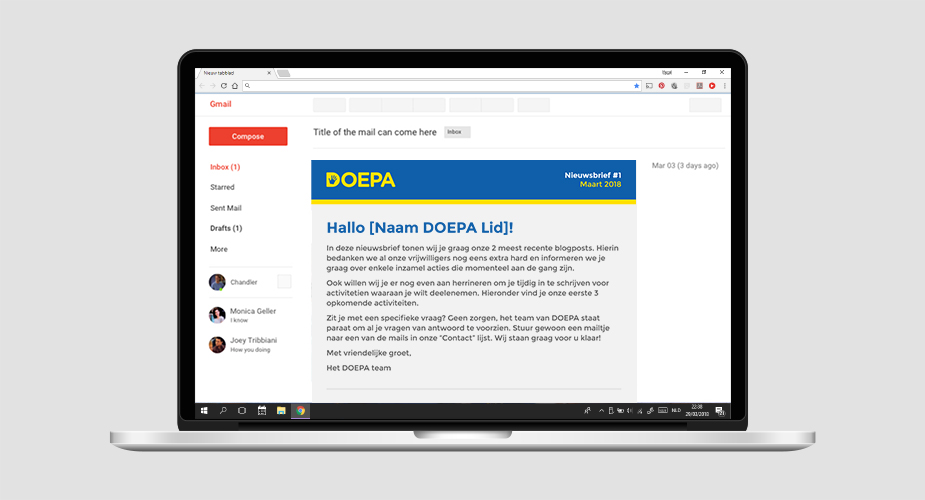 Nieuw tabblad
Gmail
Compose
Title of the mail can come here
Inbox
Inbox (1)
Starred
Sent Mail
Drafts (1)
More
Chandler
Monica Geller
I know
Joey Tribbiani
How you doing
Mar 03 (3 days ago)
DOEPA
Nieuwsbrief #1
Maart 2018
Hallo [Naam DOEPA Lid]!
In deze nieuwsbrief tonen wij je graag onze 2 meest recente blogposts. Hierin
bedanken we al onze vrijwilligers nog eens extra hard en informeren we je
graag over enkele inzamel acties die momenteel aan de gang zijn.
Ook willen wij je er nog even aan herrineren om je tijdig in te schrijven voor
activitetien waaraan je wilt deelenemen. Hieronder vind je onze eerste 3
opkomende activiteiten.
Zit je met een specifieke vraag? Geen zorgen, het team van DOEPA staat
paraat om al je vragen van antwoord te voorzien. Stuur gewoon een mailtje
naar een van de mails in onze "Contact" lijst. Wij staan graag voor u klaar!
Met vriendelijke groet,
Het DOEPA team
NLD
22:39